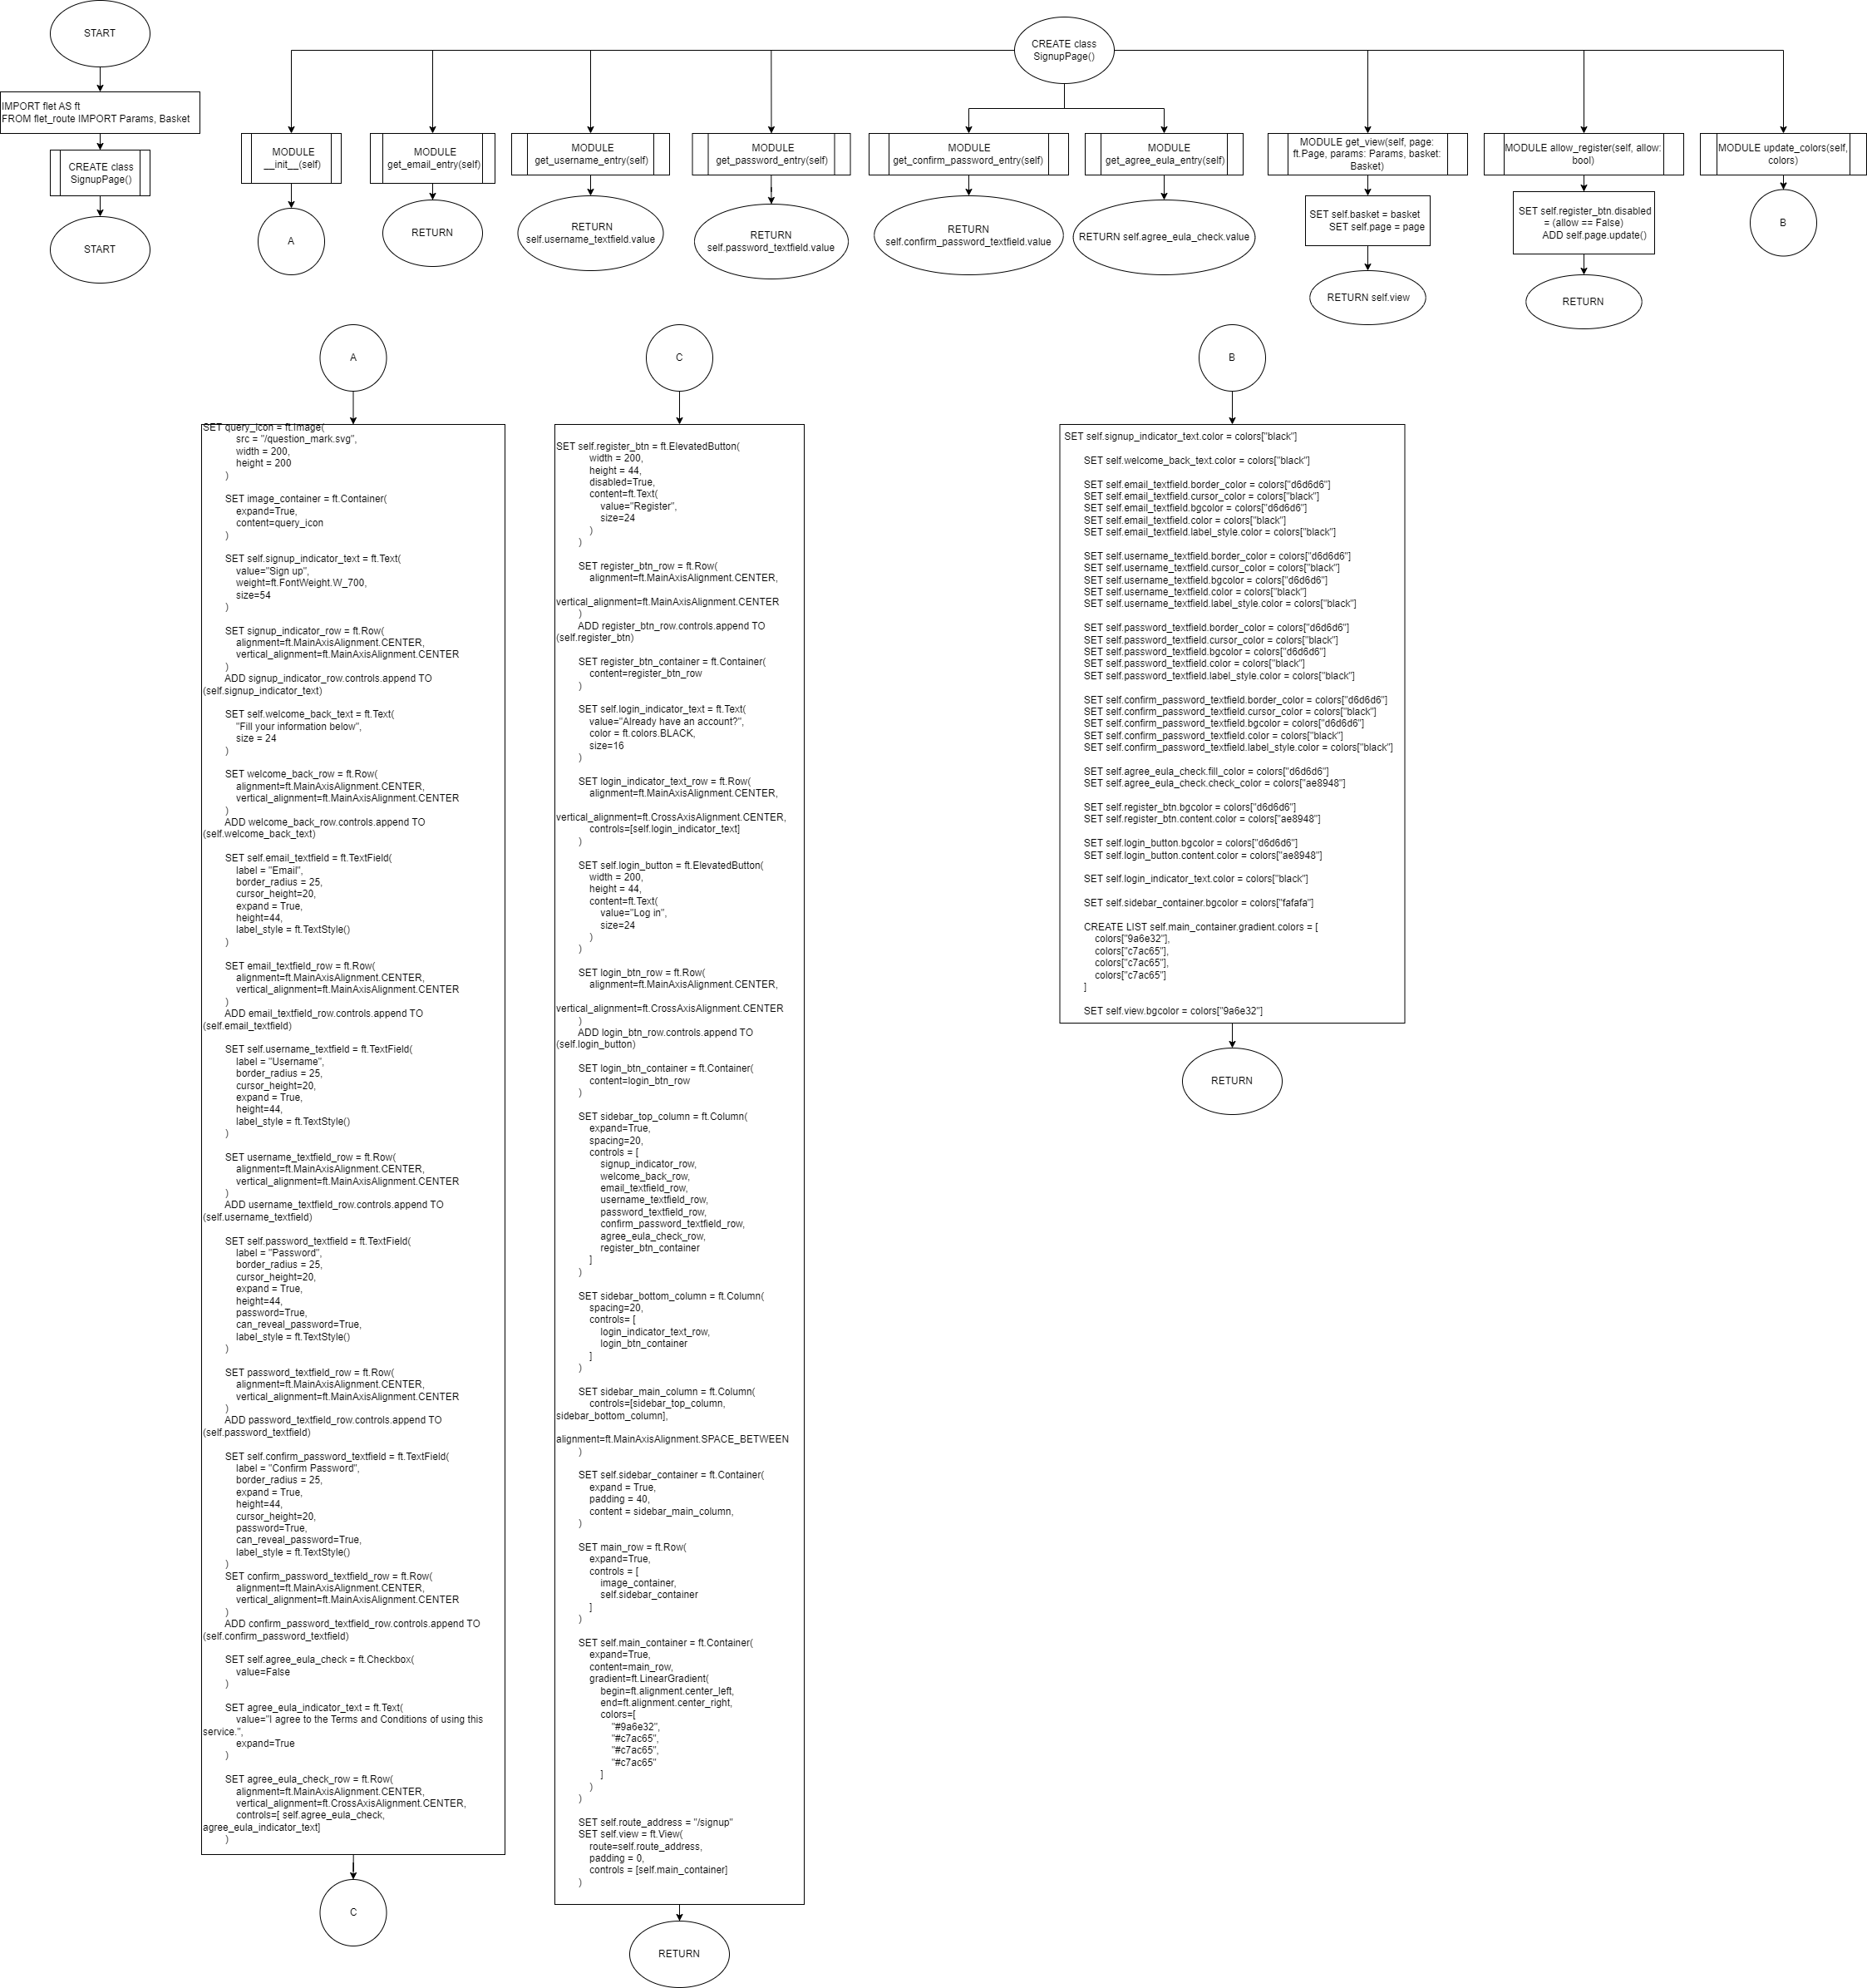 START
IMPORT flet AS ft
FROM flet_route IMPORT Params, Basket
CREATE class
SignupPage()
START
CREATE class
SignupPage()
MODULE
__init__(self)
A
MODULE
get_email_entry(self)
RETURN
MODULE
get_username_entry(self)
RETURN
self.username_textfield.value
MODULE
get_password_entry(self)
RETURN
self.password_textfield.value
MODULE
get_confirm_password_entry(self)
RETURN
self.confirm_password_textfield.value
MODULE
get_agree_eula_entry(self)
RETURN self.agree_eula_check.value
MODULE get_view(self, page:
ft.Page, params: Params, basket:
Basket)
SET self.basket = basket
SET self.page = page
RETURN self.view
MODULE allow_register(self, allow:
bool)
SET self.register_btn.disabled
= (allow == False)
ADD self.page.update()
RETURN
MODULE update_colors(self,
colors)
B
A
SET query_icon = ft.Image(
src = "/question_mark.svg",
width = 200,
height = 200
)
SET image_container = ft.Container(
expand=True,
content=query_icon
)
SET self.signup_indicator_text = ft.Text(
value="Sign up",
weight=ft.FontWeight.W_700,
size=54
)
SET signup_indicator_row = ft.Row(
alignment=ft.MainAxisAlignment.CENTER,
vertical_alignment=ft.MainAxisAlignment.CENTER
)
ADD signup_indicator_row.controls.append TO
(self.signup_indicator_text)
SET self.welcome_back_text = ft.Text(
"Fill your information below",
size = 24
)
SET welcome_back_row = ft.Row(
alignment=ft.MainAxisAlignment.CENTER,
vertical_alignment=ft.MainAxisAlignment.CENTER
)
ADD welcome_back_row.controls.append TO
(self.welcome_back_text)
SET self.email_textfield = ft.TextField(
label = "Email",
border_radius = 25,
cursor_height=20,
expand = True,
height=44,
label_style = ft.TextStyle()
)
SET email_textfield_row = ft.Row(
alignment=ft.MainAxisAlignment.CENTER,
vertical_alignment=ft.MainAxisAlignment.CENTER
)
ADD email_textfield_row.controls.append TO
(self.email_textfield)
SET self.username_textfield = ft.TextField(
label = "Username",
border_radius = 25,
cursor_height=20,
expand = True,
height=44,
label_style = ft.TextStyle()
)
SET username_textfield_row = ft.Row(
alignment=ft.MainAxisAlignment.CENTER,
vertical_alignment=ft.MainAxisAlignment.CENTER
)
ADD username_textfield_row.controls.append TO
(self.username_textfield)
SET self.password_textfield = ft.TextField(
label = "Password",
border_radius = 25,
cursor_height=20,
expand = True,
height=44,
password=True,
can_reveal_password=True,
label_style = ft.TextStyle()
)
SET password_textfield_row = ft.Row(
alignment=ft.MainAxisAlignment.CENTER,
vertical_alignment=ft.MainAxisAlignment.CENTER
)
ADD password_textfield_row.controls.append TO
(self.password_textfield)
SET self.confirm_password_textfield = ft.TextField(
label = "Confirm Password",
border_radius = 25,
expand = True,
height=44,
cursor_height=20,
password=True,
can_reveal_password=True,
label_style = ft.TextStyle()
)
SET confirm_password_textfield_row = ft.Row(
alignment=ft.MainAxisAlignment.CENTER,
vertical_alignment=ft.MainAxisAlignment.CENTER
)
ADD confirm_password_textfield_row.controls.append TO
(self.confirm_password_textfield)
SET self.agree_eula_check = ft.Checkbox(
value=False
)
SET agree_eula_indicator_text = ft.Text(
value="I agree to the Terms and Conditions of using this
service.",
expand=True
)
SET agree_eula_check_row = ft.Row(
alignment=ft.MainAxisAlignment.CENTER,
vertical_alignment=ft.CrossAxisAlignment.CENTER,
controls=[ self.agree_eula_check,
agree_eula_indicator_text]
)
C
C
SET self.register_btn = ft.ElevatedButton(
width = 200,
height = 44,
disabled=True,
content=ft.Text(
value="Register",
size=24
)
)
SET register_btn_row = ft.Row(
alignment=ft.MainAxisAlignment.CENTER,
vertical_alignment=ft.MainAxisAlignment.CENTER
)
ADD register_btn_row.controls.append TO
(self.register_btn)
SET register_btn_container = ft.Container(
content=register_btn_row
)
SET self.login_indicator_text = ft.Text(
value="Already have an account?",
color = ft.colors.BLACK,
size=16
)
SET login_indicator_text_row = ft.Row(
alignment=ft.MainAxisAlignment.CENTER,
vertical_alignment=ft.CrossAxisAlignment.CENTER,
controls=[self.login_indicator_text]
)
SET self.login_button = ft.ElevatedButton(
width = 200,
height = 44,
content=ft.Text(
value="Log in",
size=24
)
)
SET login_btn_row = ft.Row(
alignment=ft.MainAxisAlignment.CENTER,
vertical_alignment=ft.CrossAxisAlignment.CENTER
)
ADD login_btn_row.controls.append TO
(self.login_button)
SET login_btn_container = ft.Container(
content=login_btn_row
)
SET sidebar_top_column = ft.Column(
expand=True,
spacing=20,
controls = [
signup_indicator_row,
welcome_back_row,
email_textfield_row,
username_textfield_row,
password_textfield_row,
confirm_password_textfield_row,
agree_eula_check_row,
register_btn_container
]
)
SET sidebar_bottom_column = ft.Column(
spacing=20,
controls= [
login_indicator_text_row,
login_btn_container
]
)
SET sidebar_main_column = ft.Column(
controls=[sidebar_top_column,
sidebar_bottom_column],
alignment=ft.MainAxisAlignment.SPACE_BETWEEN
)
SET self.sidebar_container = ft.Container(
expand = True,
padding = 40,
content = sidebar_main_column,
)
SET main_row = ft.Row(
expand=True,
controls = [
image_container,
self.sidebar_container
]
)
SET self.main_container = ft.Container(
expand=True,
content=main_row,
gradient=ft.LinearGradient(
begin=ft.alignment.center_left,
end=ft.alignment.center_right,
colors=[
"#9a6e32",
"#c7ac65",
"#c7ac65",
"#c7ac65"
]
)
)
SET self.route_address = "/signup"
SET self.view = ft.View(
route=self.route_address,
padding = 0,
controls = [self.main_container]
)
RETURN
B
SET self.signup_indicator_text.color = colors["black"]
SET self.welcome_back_text.color = colors["black"]
SET self.email_textfield.border_color = colors["d6d6d6"]
SET self.email_textfield.cursor_color = colors["black"]
SET self.email_textfield.bgcolor = colors["d6d6d6"]
SET self.email_textfield.color = colors["black"]
SET self.email_textfield.label_style.color = colors["black"]
SET self.username_textfield.border_color = colors["d6d6d6"]
SET self.username_textfield.cursor_color = colors["black"]
SET self.username_textfield.bgcolor = colors["d6d6d6"]
SET self.username_textfield.color = colors["black"]
SET self.username_textfield.label_style.color = colors["black"]
SET self.password_textfield.border_color = colors["d6d6d6"]
SET self.password_textfield.cursor_color = colors["black"]
SET self.password_textfield.bgcolor = colors["d6d6d6"]
SET self.password_textfield.color = colors["black"]
SET self.password_textfield.label_style.color = colors["black"]
SET self.confirm_password_textfield.border_color = colors["d6d6d6"]
SET self.confirm_password_textfield.cursor_color = colors["black"]
SET self.confirm_password_textfield.bgcolor = colors["d6d6d6"]
SET self.confirm_password_textfield.color = colors["black"]
SET self.confirm_password_textfield.label_style.color = colors["black"]
SET self.agree_eula_check.fill_color = colors["d6d6d6"]
SET self.agree_eula_check.check_color = colors["ae8948"]
SET self.register_btn.bgcolor = colors["d6d6d6"]
SET self.register_btn.content.color = colors["ae8948"]
SET self.login_button.bgcolor = colors["d6d6d6"]
SET self.login_button.content.color = colors["ae8948"]
SET self.login_indicator_text.color = colors["black"]
SET self.sidebar_container.bgcolor = colors["fafafa"]
CREATE LIST self.main_container.gradient.colors = [
colors["9a6e32"],
colors["c7ac65"],
colors["c7ac65"],
colors["c7ac65"]
]
SET self.view.bgcolor = colors["9a6e32"]
RETURN